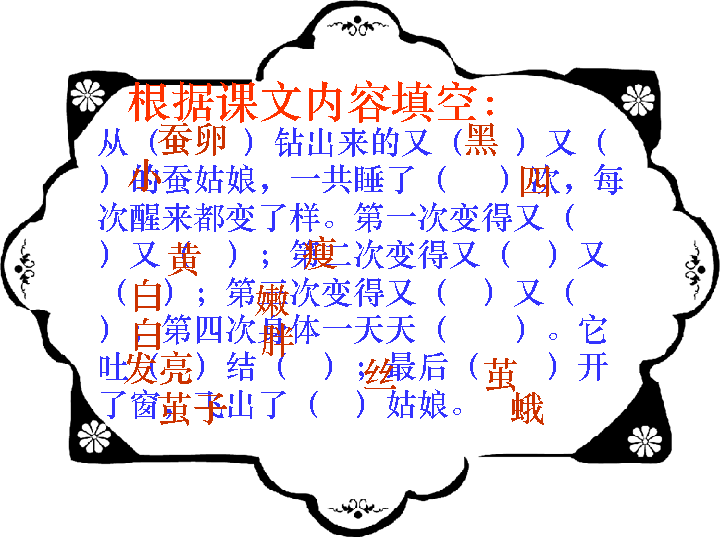 根据课文内容填空：
从（蚕卵）钻出来的又（黑）又（
小）的蚕姑娘，一共睡了（ ）四次，每
次醒来都变了样。第一次变得又（
）又（黄）；瘦第二次变得又（ ）又
（白）；第三次嫩变得又（ ）又（
）白，第四次身胖体一天天（ ）。它
吐（发亮）结（ ）丝；最后（茧）开
了窗茧子，飞出了（ ）姑娘。蛾